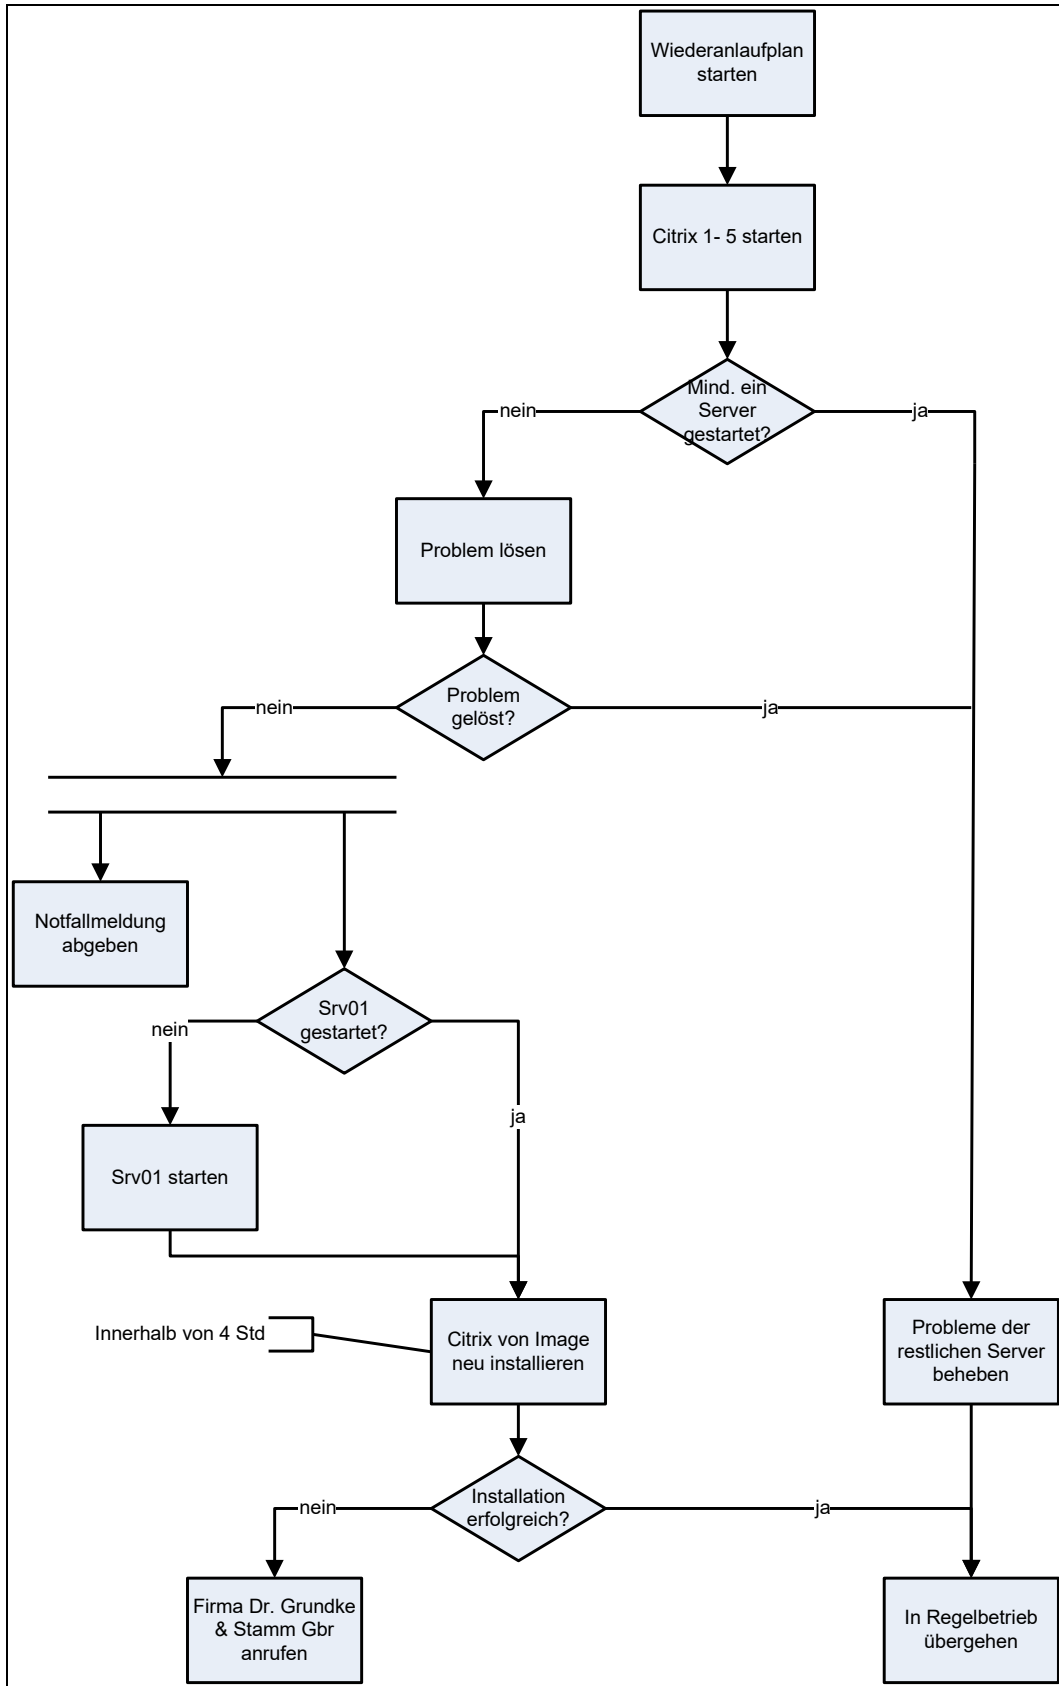 Wiederanlaufplan
starten
Citrix 1- 5 starten
Mind. ein
Server
gestartet?
nein
ja
Problem lösen
Problem
gelöst?
nein
ja
Notfallmeldung
abgeben
Srv01
gestartet?
nein
ja
Srv01 starten
Innerhalb von 4 Std
Citrix von Image
neu installieren
Probleme der
restlichen Server
beheben
Installation
erfolgreich?
nein
ja
Firma Dr. Grundke
& Stamm Gbr
anrufen
In Regelbetrieb
übergehen